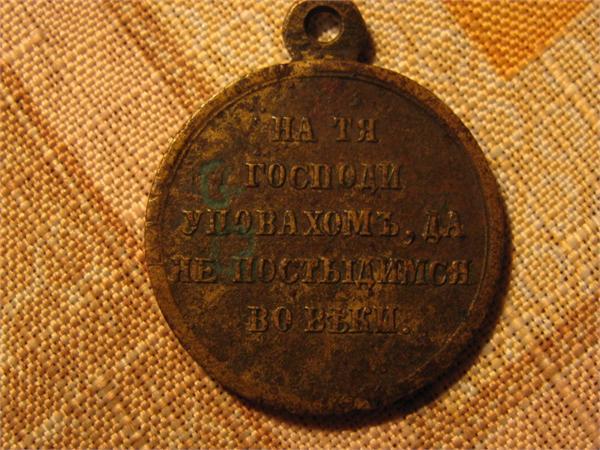 НА ТЯ
ГОСПОДИ
УПОВАХОМЪ, ДА
НЕ ПОСТЫДИМСЯ
ВО ВѢКИ.